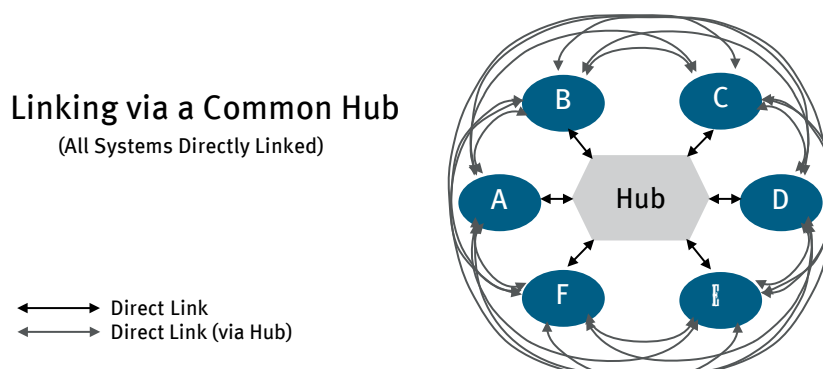 Linking via a Common Hub
(All Systems Directly Linked)
B
C
A
Hub
D
F
E
Direct Link
Direct Link (via Hub)